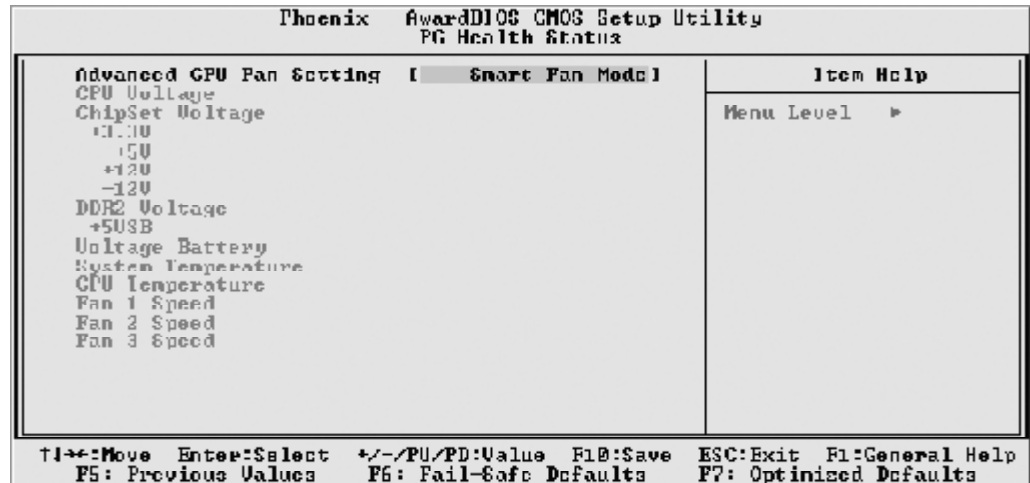 Phoenix - AwardBIOS CMOS Setup Utility
PC Health Status
Advanced CPU Fan Setting [ Smart Fan Mode]
Item Help
CPU Voltage
ChipSet Voltage
Menu Level ►
+3.3V
+5V
+12V
-12V
DDR2 Voltage
+5VSB
Voltage Battery
System Temperature
CPU Temperature
Fan 1 Speed
Fan 2 Speed
Fan 3 Speed
↑↓→←:Move Enter:Select +/-/PU/PD:Value F10:Save ESC:Exit F1:General Help
F5: Previous Values F6: Fail-Safe Defaults F7: Optimized Defaults